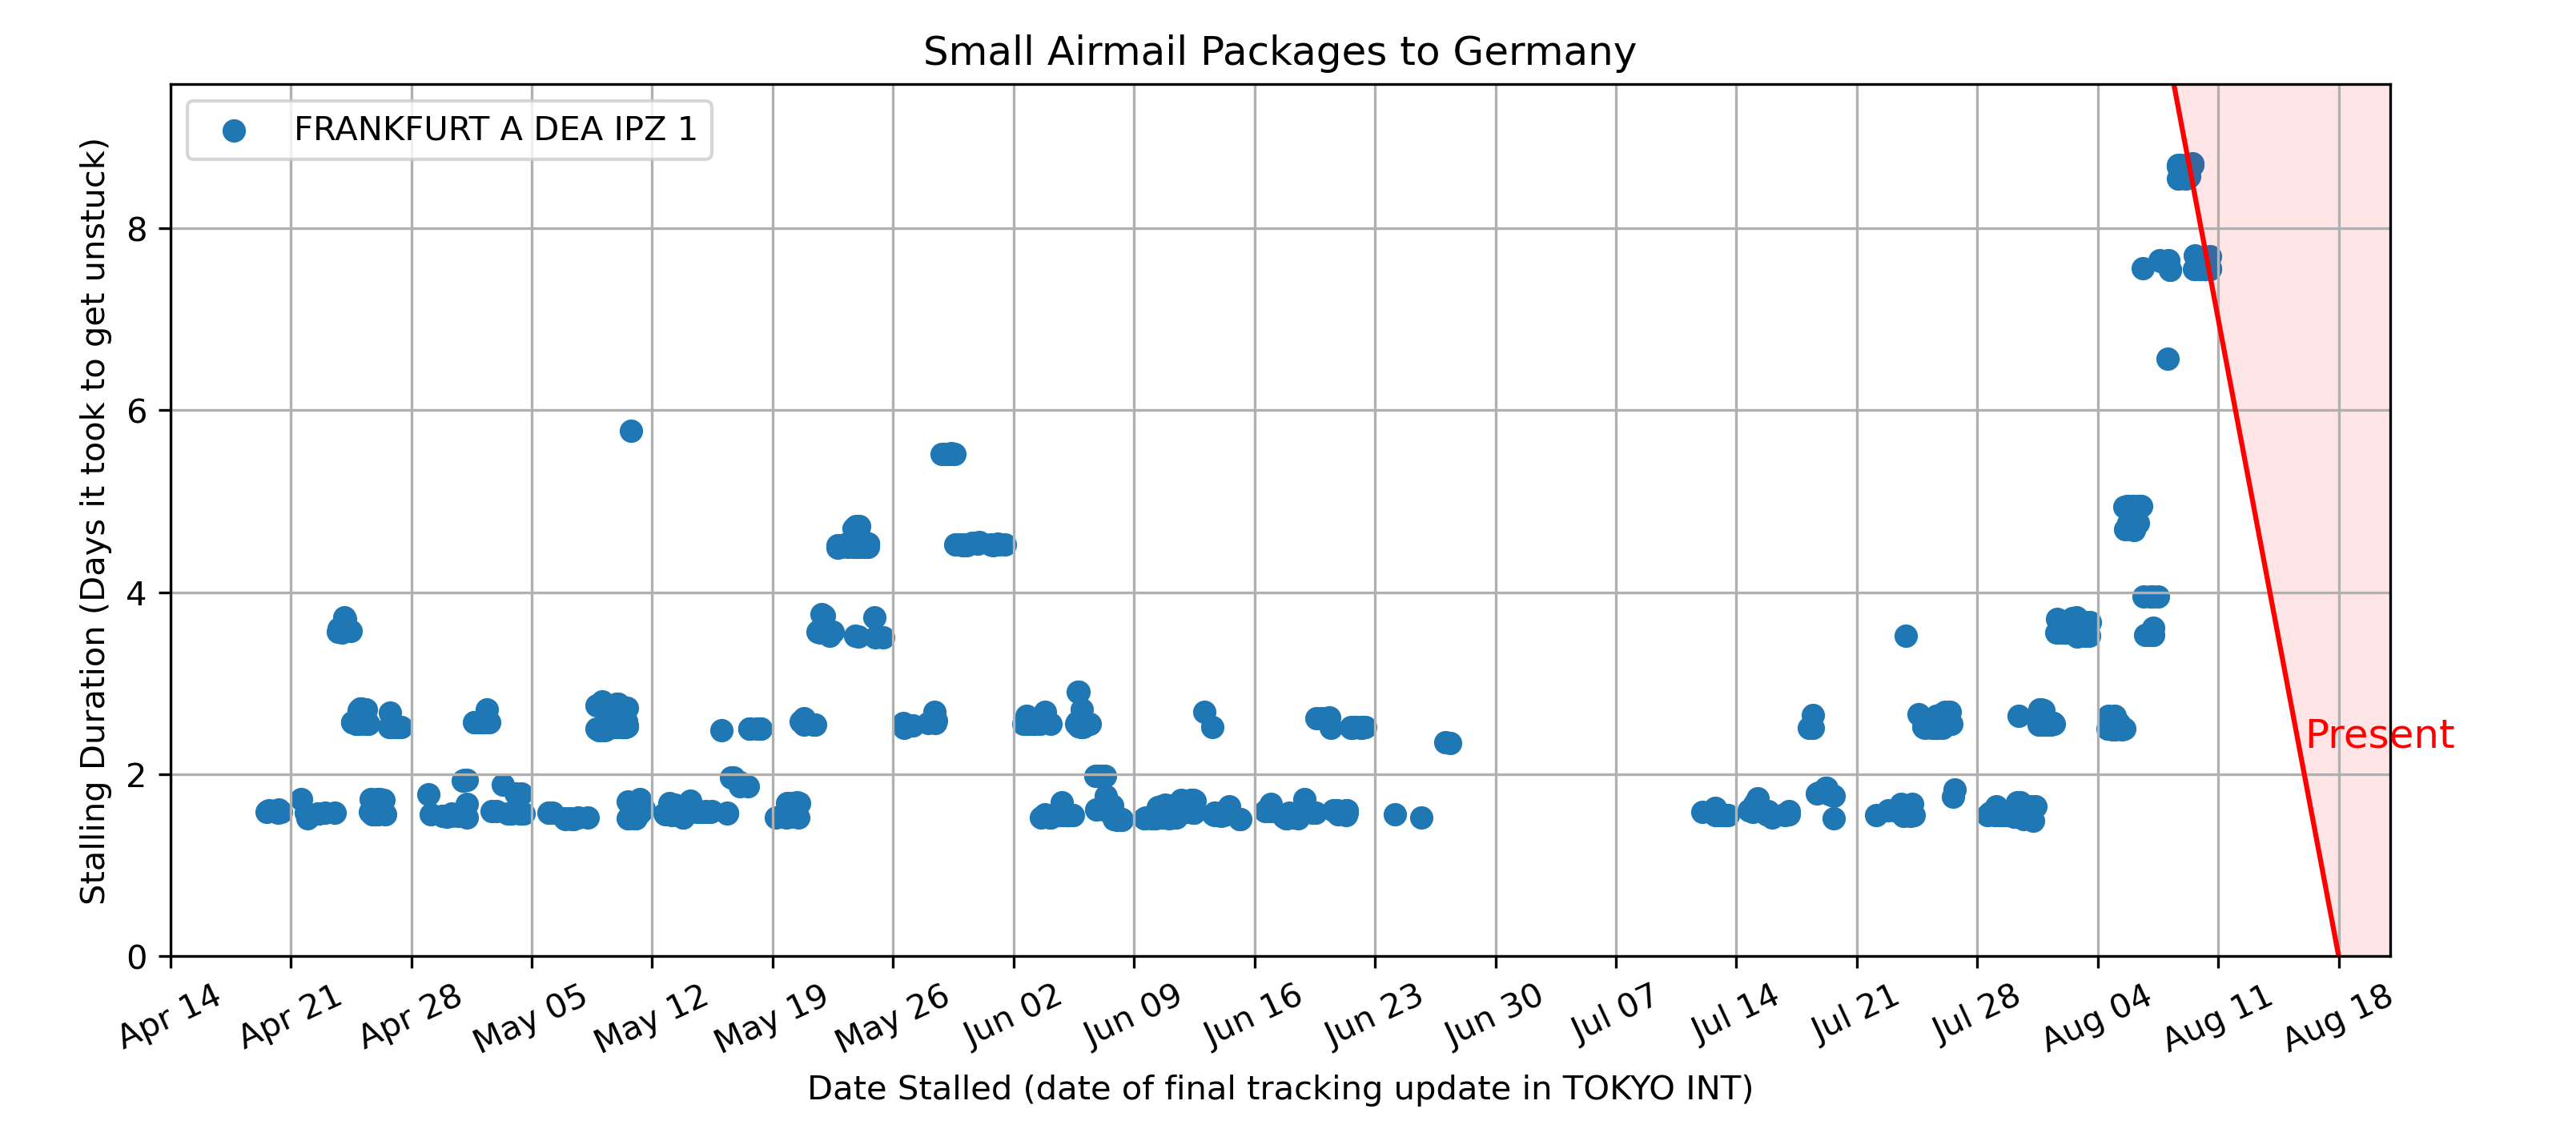 Small Airmail Packages to Germany
FRANKFURT A DEA IPZ 1
Stalling Duration (Days it took to get unstuck)
8
6
4
2
0
Present
Apr 14 Apr 21 Apr 28 May 05 May 12 May 19 May 26 Jun 02 Jun 09 Jun 16 Jun 23 Jun 30 Jul 07 Jul 14 Jul 21 Jul 28 Aug 04 Aug 11 Aug 18
Date Stalled (date of final tracking update in TOKYO INT)